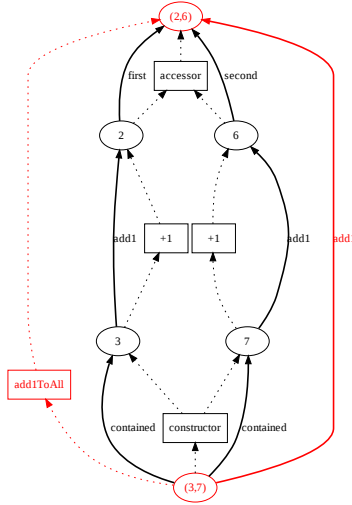 (2,6)
first
accessor
second
2
6
add1
+1
+1
add1
add1
3
7
add1ToAll
contained
constructor
contained
(3,7)